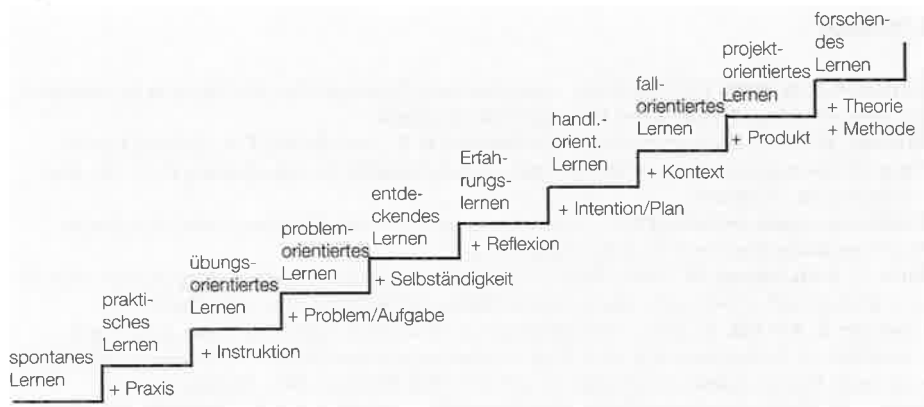 spontanes
Lernen
+ Praxis
prakti-
sches
Lernen
+ Instruktion
übungs-
orientiertes
Lernen
+ Problem/Aufgabe
problem-
orientiertes
Lernen
+ Selbständigkeit
entde-
ckendes
Lernen
+ Reflexion
Erfah-
rungs-
lernen
+ Intention/Plan
handl.-
orient.
Lernen
+ Kontext
fall-
orientiertes
Lernen
+ Produkt
projekt-
orientiertes
Lernen
+ Theorie
+ Methode
forschen-
des
Lernen